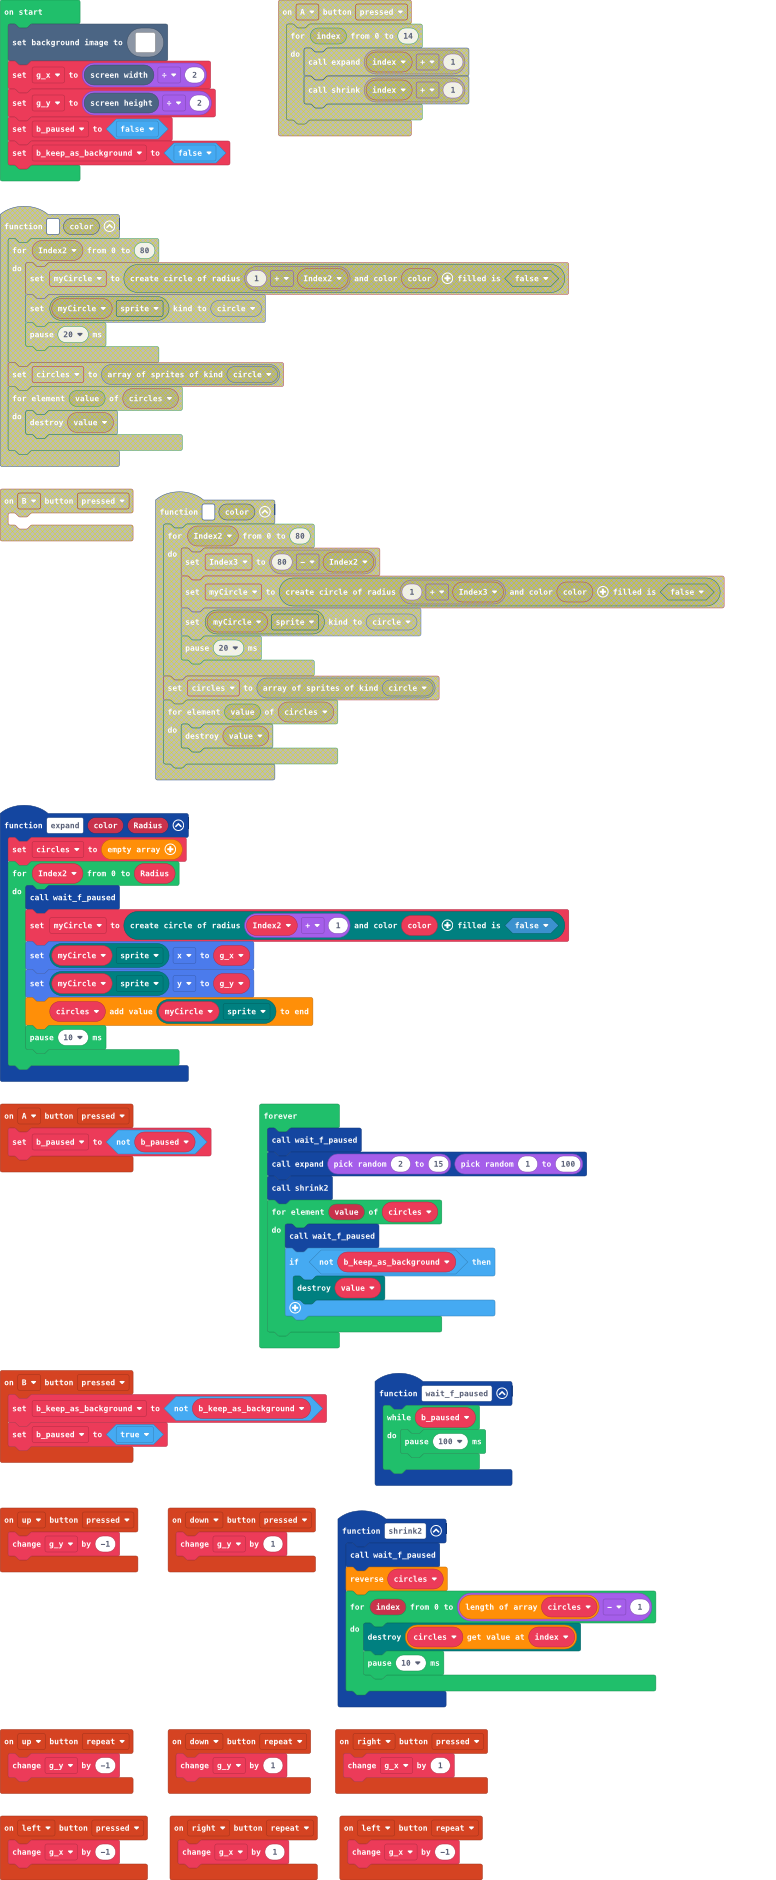 on start
set background image to
set g_x to screen width ÷ 2
set g_y to screen height ÷ 2
set b_paused to false
set b_keep_as_background to false
on A button pressed
for index from 0 to 14
do
call expand index + 1
call shrink index + 1
function color
for Index2 from 0 to 80
do
set myCircle to create circle of radius 1 + Index2 and color color filled is false
set myCircle sprite kind to circle
pause 20 ms
set circles to array of sprites of kind circle
for element value of circles
do
destroy value
on B button pressed
function color
for Index2 from 0 to 80
do
set Index3 to 80 - Index2
set myCircle to create circle of radius 1 + Index3 and color color filled is false
set myCircle sprite kind to circle
pause 20 ms
set circles to array of sprites of kind circle
for element value of circles
do
destroy value
function expand color Radius
set circles to empty array
for Index2 from 0 to Radius
do
call wait_f_paused
set myCircle to create circle of radius Index2 + 1 and color color filled is false
set myCircle sprite x to g_x
set myCircle sprite y to g_y
circles add value myCircle sprite to end
pause 10 ms
on A button pressed
set b_paused to not b_paused
forever
call wait_f_paused
call expand pick random 2 to 15 pick random 1 to 100
call shrink2
for element value of circles
do
call wait_f_paused
if not b_keep_as_background then
destroy value
on B button pressed
set b_keep_as_background to not b_keep_as_background
set b_paused to true
function wait_f_paused
while b_paused
do
pause 100 ms
on up button pressed
change g_y by -1
on down button pressed
change g_y by 1
function shrink2
call wait_f_paused
reverse circles
for index from 0 to length of array circles - 1
do
destroy circles get value at index
pause 10 ms
on up button repeat
change g_y by -1
on down button repeat
change g_y by 1
on right button pressed
change g_x by 1
on left button pressed
change g_x by -1
on right button repeat
change g_x by 1
on left button repeat
change g_x by -1